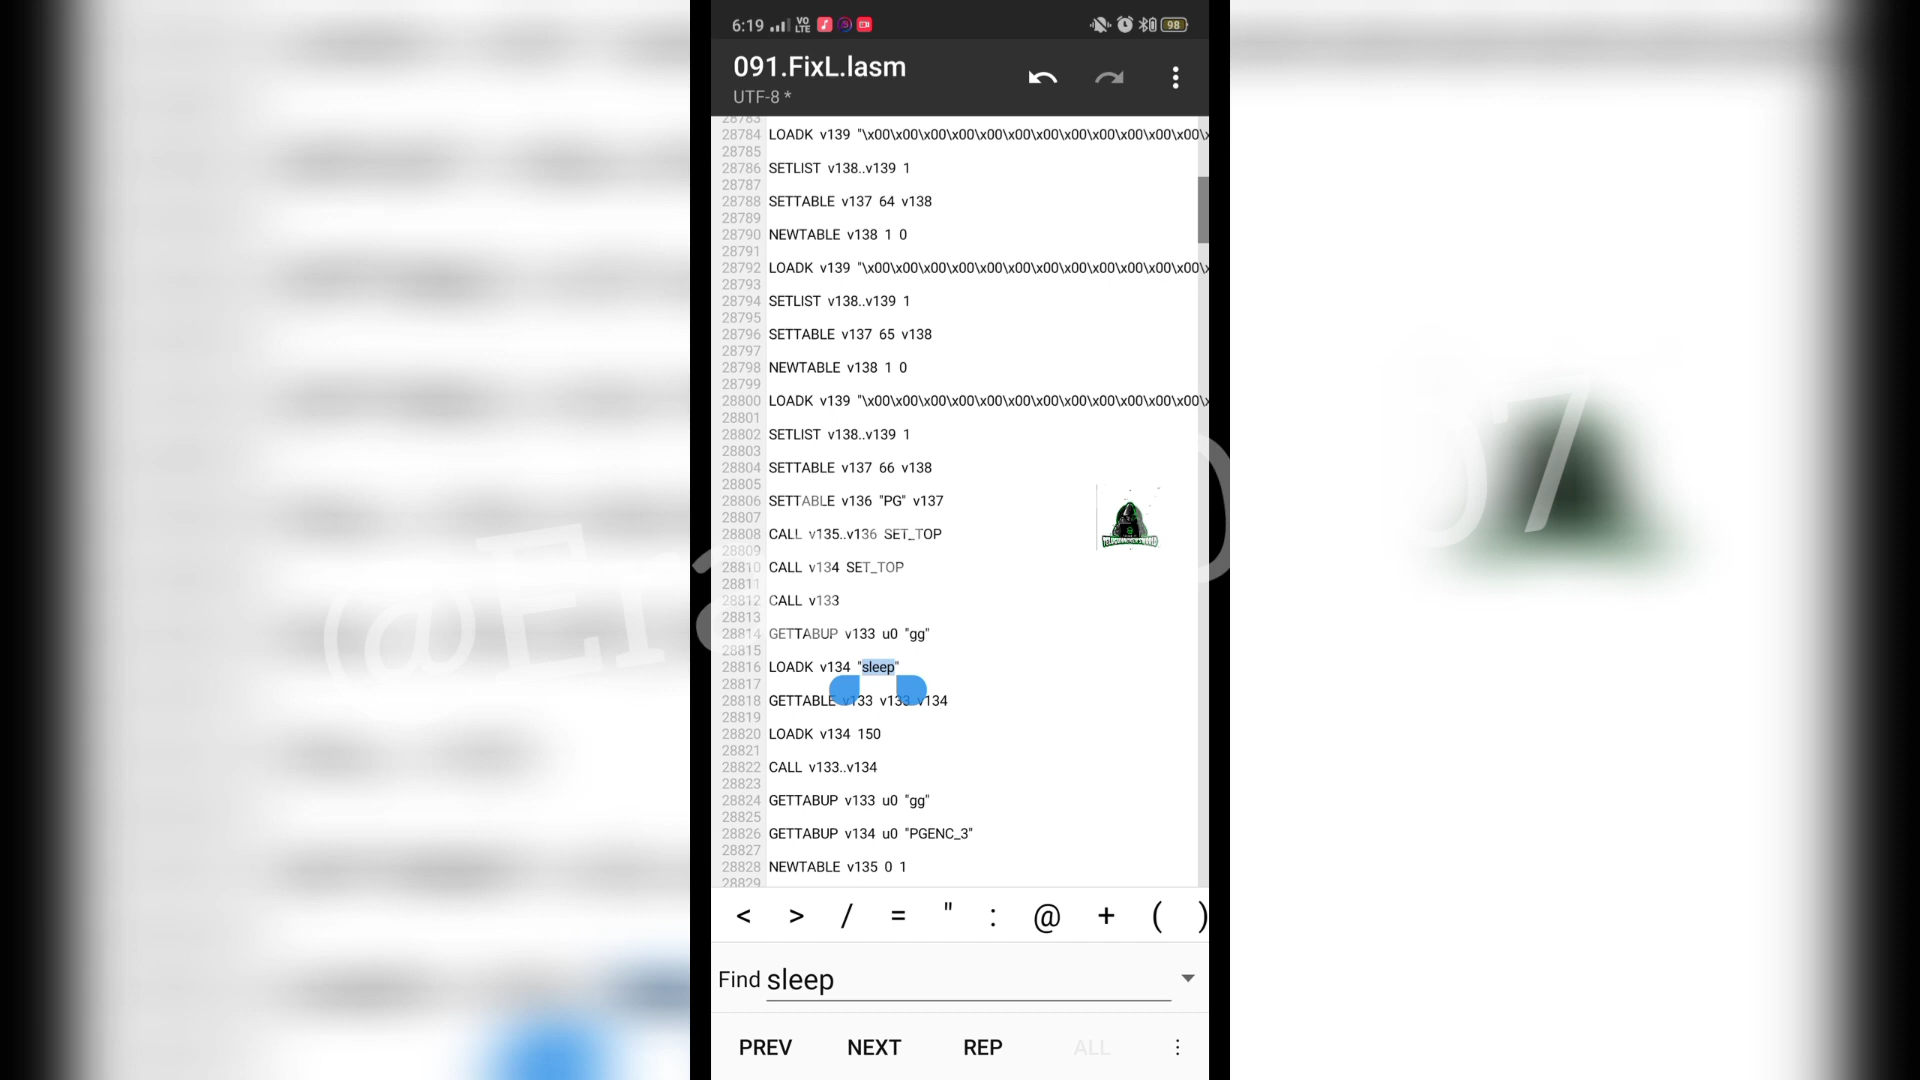 6:19 VO LTE 98
091.FixL.lasm
UTF-8 *
28783
28784 LOADK v139 "\x00\x00\x00\x00\x00\x00\x00\x00\x00\x00\x00\x00\
28785
28786 SETLIST v138..v139 1
28787
28788 SETTABLE v137 64 v138
28789
28790 NEWTABLE v138 1 0
28791
28792 LOADK v139 "\x00\x00\x00\x00\x00\x00\x00\x00\x00\x00\x00\x00\
28793
28794 SETLIST v138..v139 1
28795
28796 SETTABLE v137 65 v138
28797
28798 NEWTABLE v138 1 0
28799
28800 LOADK v139 "\x00\x00\x00\x00\x00\x00\x00\x00\x00\x00\x00\x00\
28801
28802 SETLIST v138..v139 1
28803
28804 SETTABLE v137 66 v138
28805
28806 SETTABLE v136 "PG" v137
28807
28808 CALL v135..v136 SET_TOP
28809
28810 CALL v134 SET_TOP
28811
28812 CALL v133
28813
28814 GETTABUP v133 u0 "gg"
28815
28816 LOADK v134 "sleep"
28817
28818 GETTABLE v133 v133 v134
28819
28820 LOADK v134 150
28821
28822 CALL v133..v134
28823
28824 GETTABUP v133 u0 "gg"
28825
28826 GETTABUP v134 u0 "PGENC_3"
28827
28828 NEWTABLE v135 0 1
28829
< > / = " : @ + ( )
Find sleep
PREV NEXT REP ALL